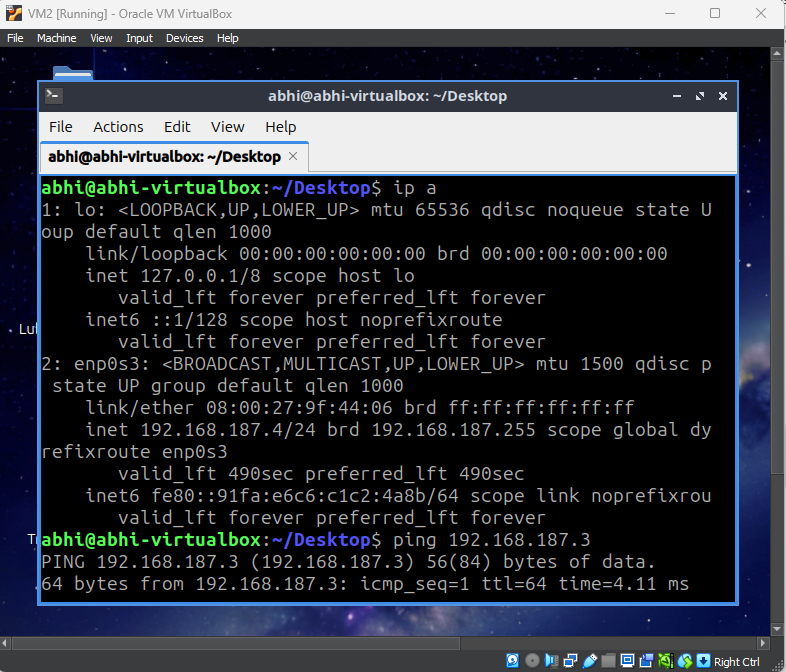 VM2 [Running] - Oracle VM VirtualBox
File Machine View Input Devices Help
abhi@abhi-virtualbox: ~/Desktop
File Actions Edit View Help
abhi@abhi-virtualbox: ~/Desktop
abhi@abhi-virtualbox:~/Desktop$ ip a
1: lo: <LOOPBACK,UP,LOWER_UP> mtu 65536 qdisc noqueue state U
oup default qlen 1000
link/loopback 00:00:00:00:00:00 brd 00:00:00:00:00:00
inet 127.0.0.1/8 scope host lo
valid_lft forever preferred_lft forever
inet6 ::1/128 scope host noprefixroute
valid_lft forever preferred_lft forever
2: enp0s3: <BROADCAST,MULTICAST,UP,LOWER_UP> mtu 1500 qdisc p
state UP group default qlen 1000
link/ether 08:00:27:9f:44:06 brd ff:ff:ff:ff:ff:ff
inet 192.168.187.4/24 brd 192.168.187.255 scope global dy
refixroute enp0s3
valid_lft 490sec preferred_lft 490sec
inet6 fe80::91fa:e6c6:c1c2:4a8b/64 scope link noprefixrou
valid_lft forever preferred_lft forever
abhi@abhi-virtualbox:~/Desktop$ ping 192.168.187.3
PING 192.168.187.3 (192.168.187.3) 56(84) bytes of data.
64 bytes from 192.168.187.3: icmp_seq=1 ttl=64 time=4.11 ms
Right Ctrl